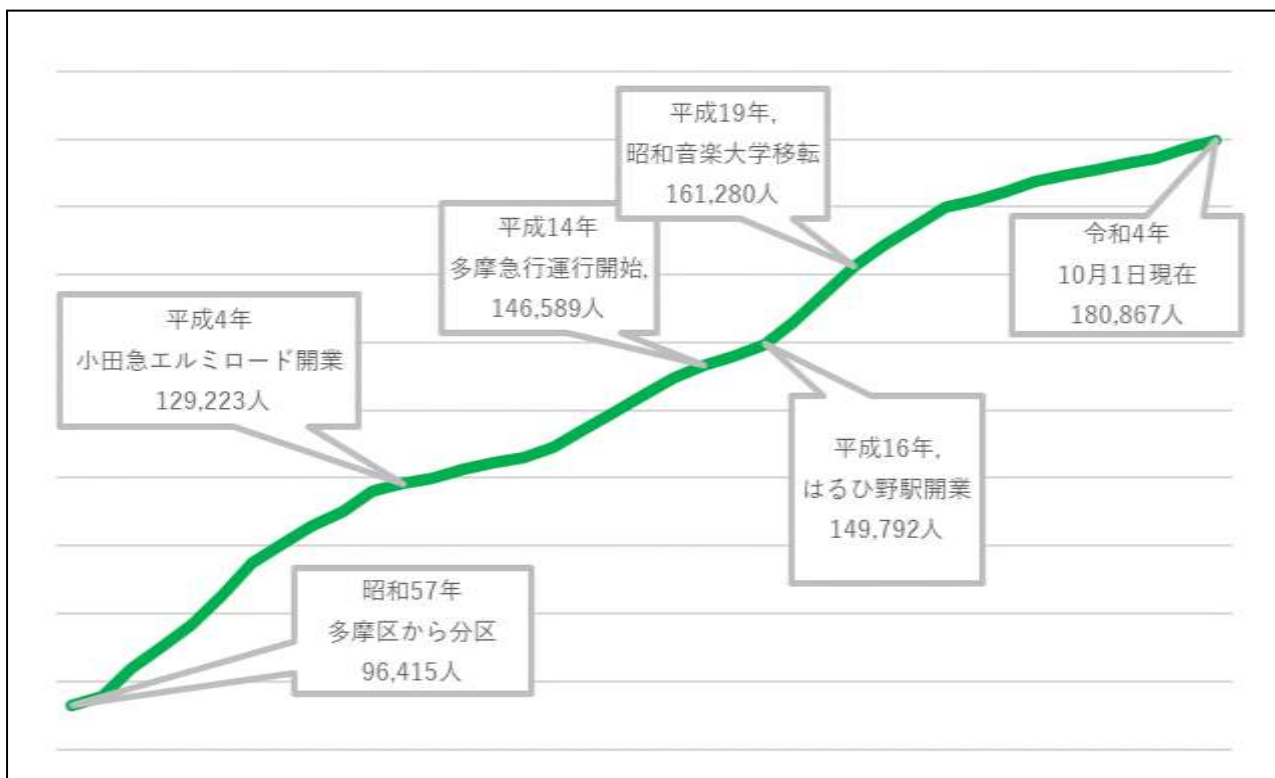 平成19年,
昭和音楽大学移転
161,280人
平成14年
多摩急行運行開始,
146,589人
令和4年
10月1日現在
180,867人
平成4年
小田急エルミロード開業
129,223人
平成16年,
はるひ野駅開業
149,792人
昭和57年
多摩区から分区
96,415人